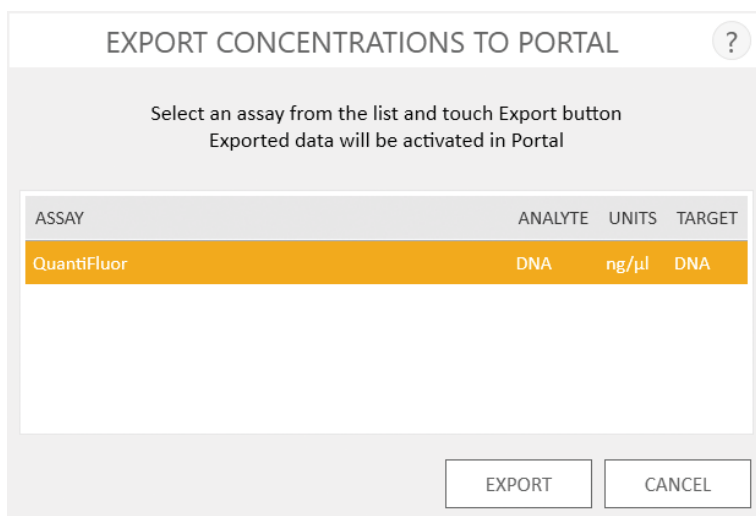 EXPORT CONCENTRATIONS TO PORTAL ?
Select an assay from the list and touch Export button
Exported data will be activated in Portal
ASSAY ANALYTE UNITS TARGET
QuantiFluor DNA ng/µl DNA
EXPORT CANCEL